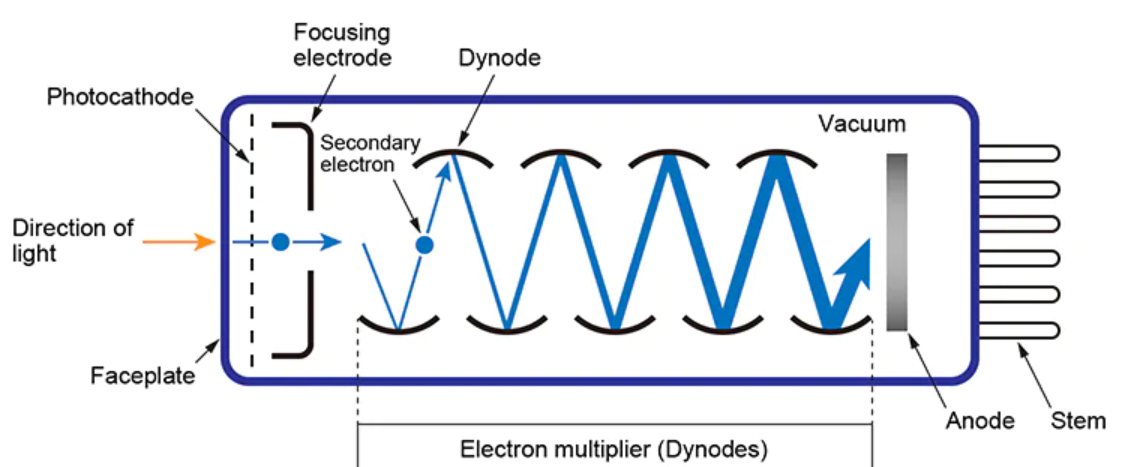 Focusing
electrode
Dynode
Photocathode
Vacuum
Secondary
electron
Direction of
light
Faceplate
Anode
Stem
Electron multiplier (Dynodes)